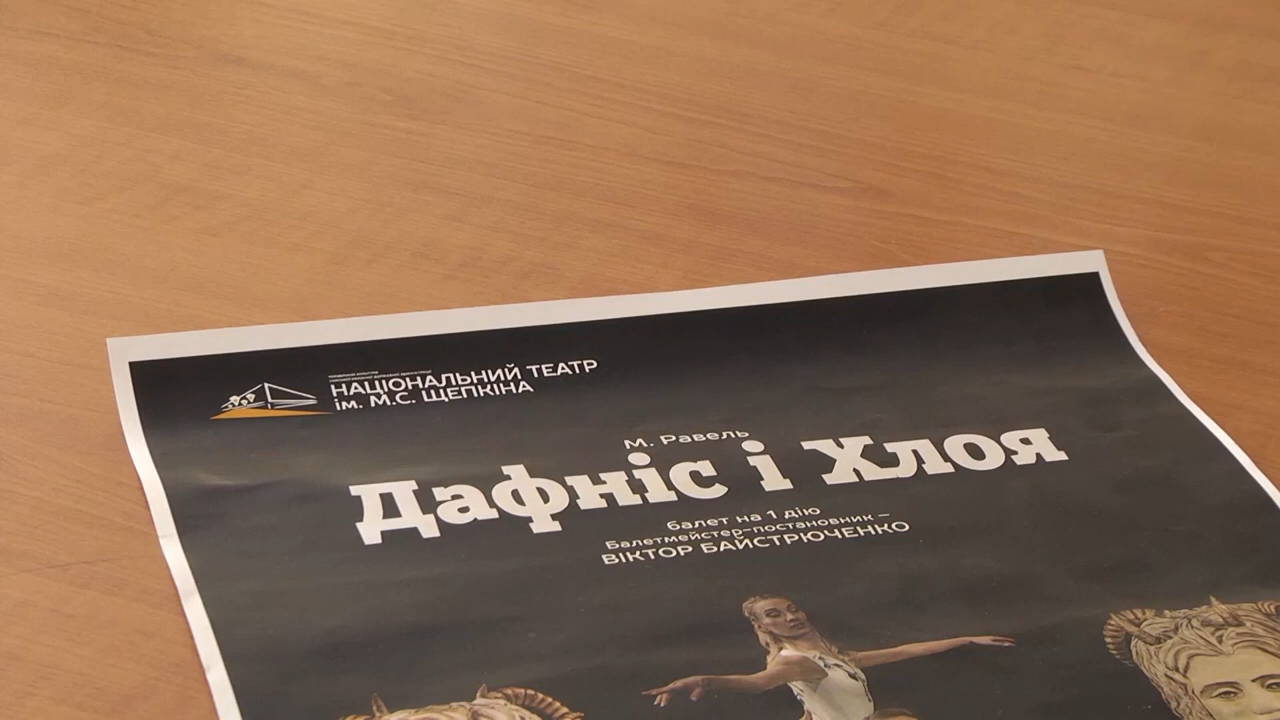 НАЦІОНАЛЬНИЙ ТЕАТР
ім. М.С. ЩЕПКІНА
М. Равель
Дафніс і Хлоя
балет на 1 дію
Балетмейстер-постановник –
ВІКТОР БАЙСТРЮЧЕНКО